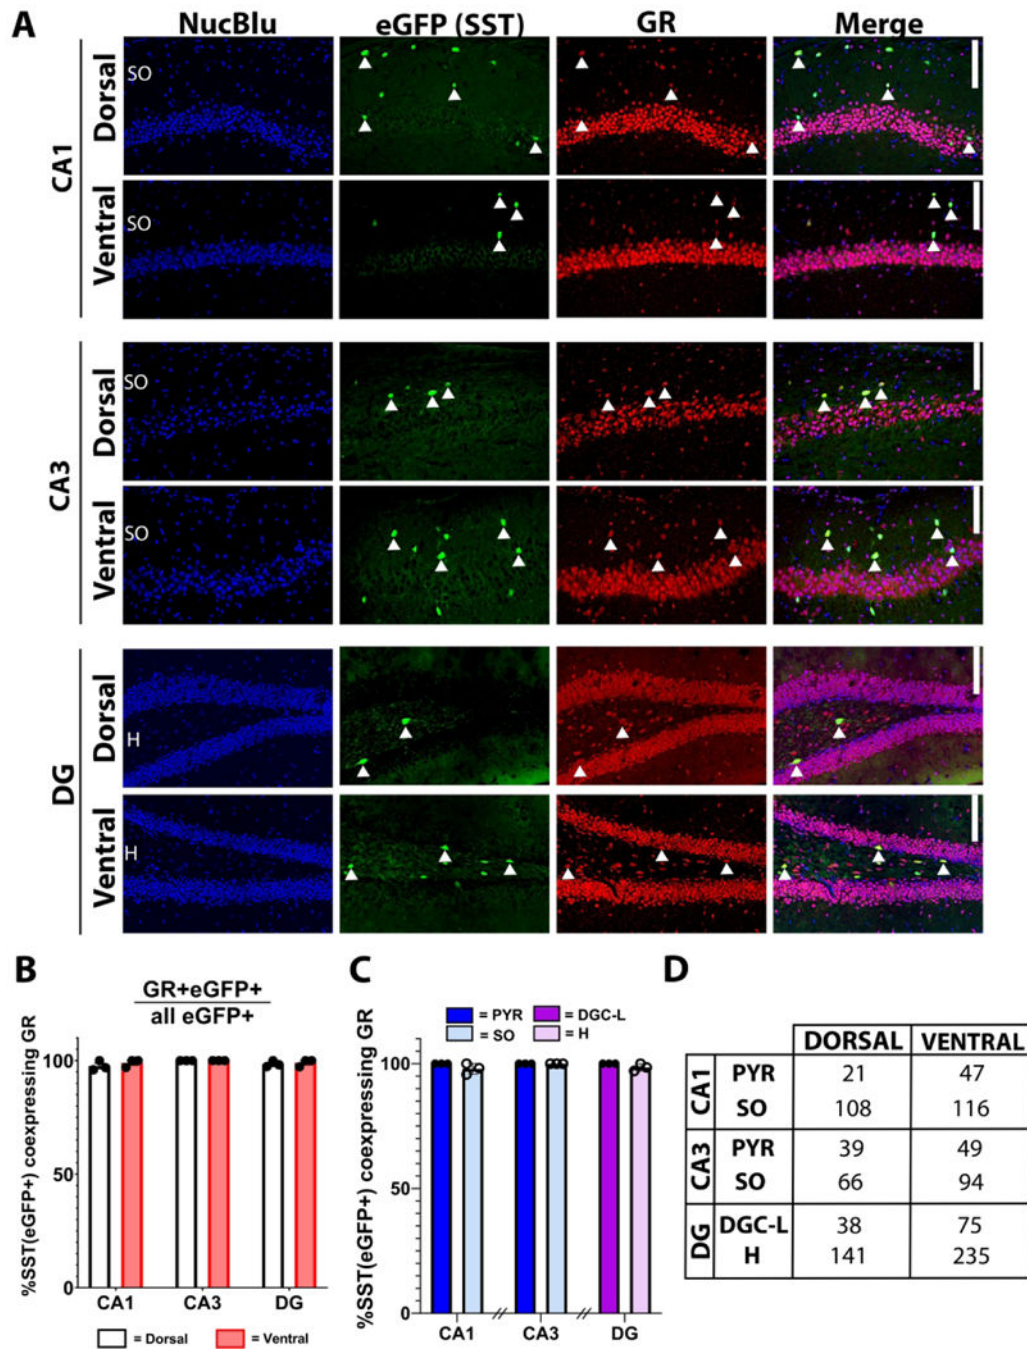 A
NucBlu
eGFP (SST)
GR
Merge
CA1
Dorsal
SO
Ventral
SO
CA3
Dorsal
SO
Ventral
SO
DG
Dorsal
H
Ventral
H
B
GR+eGFP+
all eGFP+
%SST(eGFP+) coexpressing GR
100
50
0
CA1 CA3 DG
= Dorsal = Ventral
C
= PYR = DGC-L
= SO = H
%SST(eGFP+) coexpressing GR
100
50
0
CA1 CA3 DG
D
DORSAL VENTRAL
CA1
PYR 21 47
SO 108 116
CA3
PYR 39 49
SO 66 94
DG
DGC-L 38 75
H 141 235